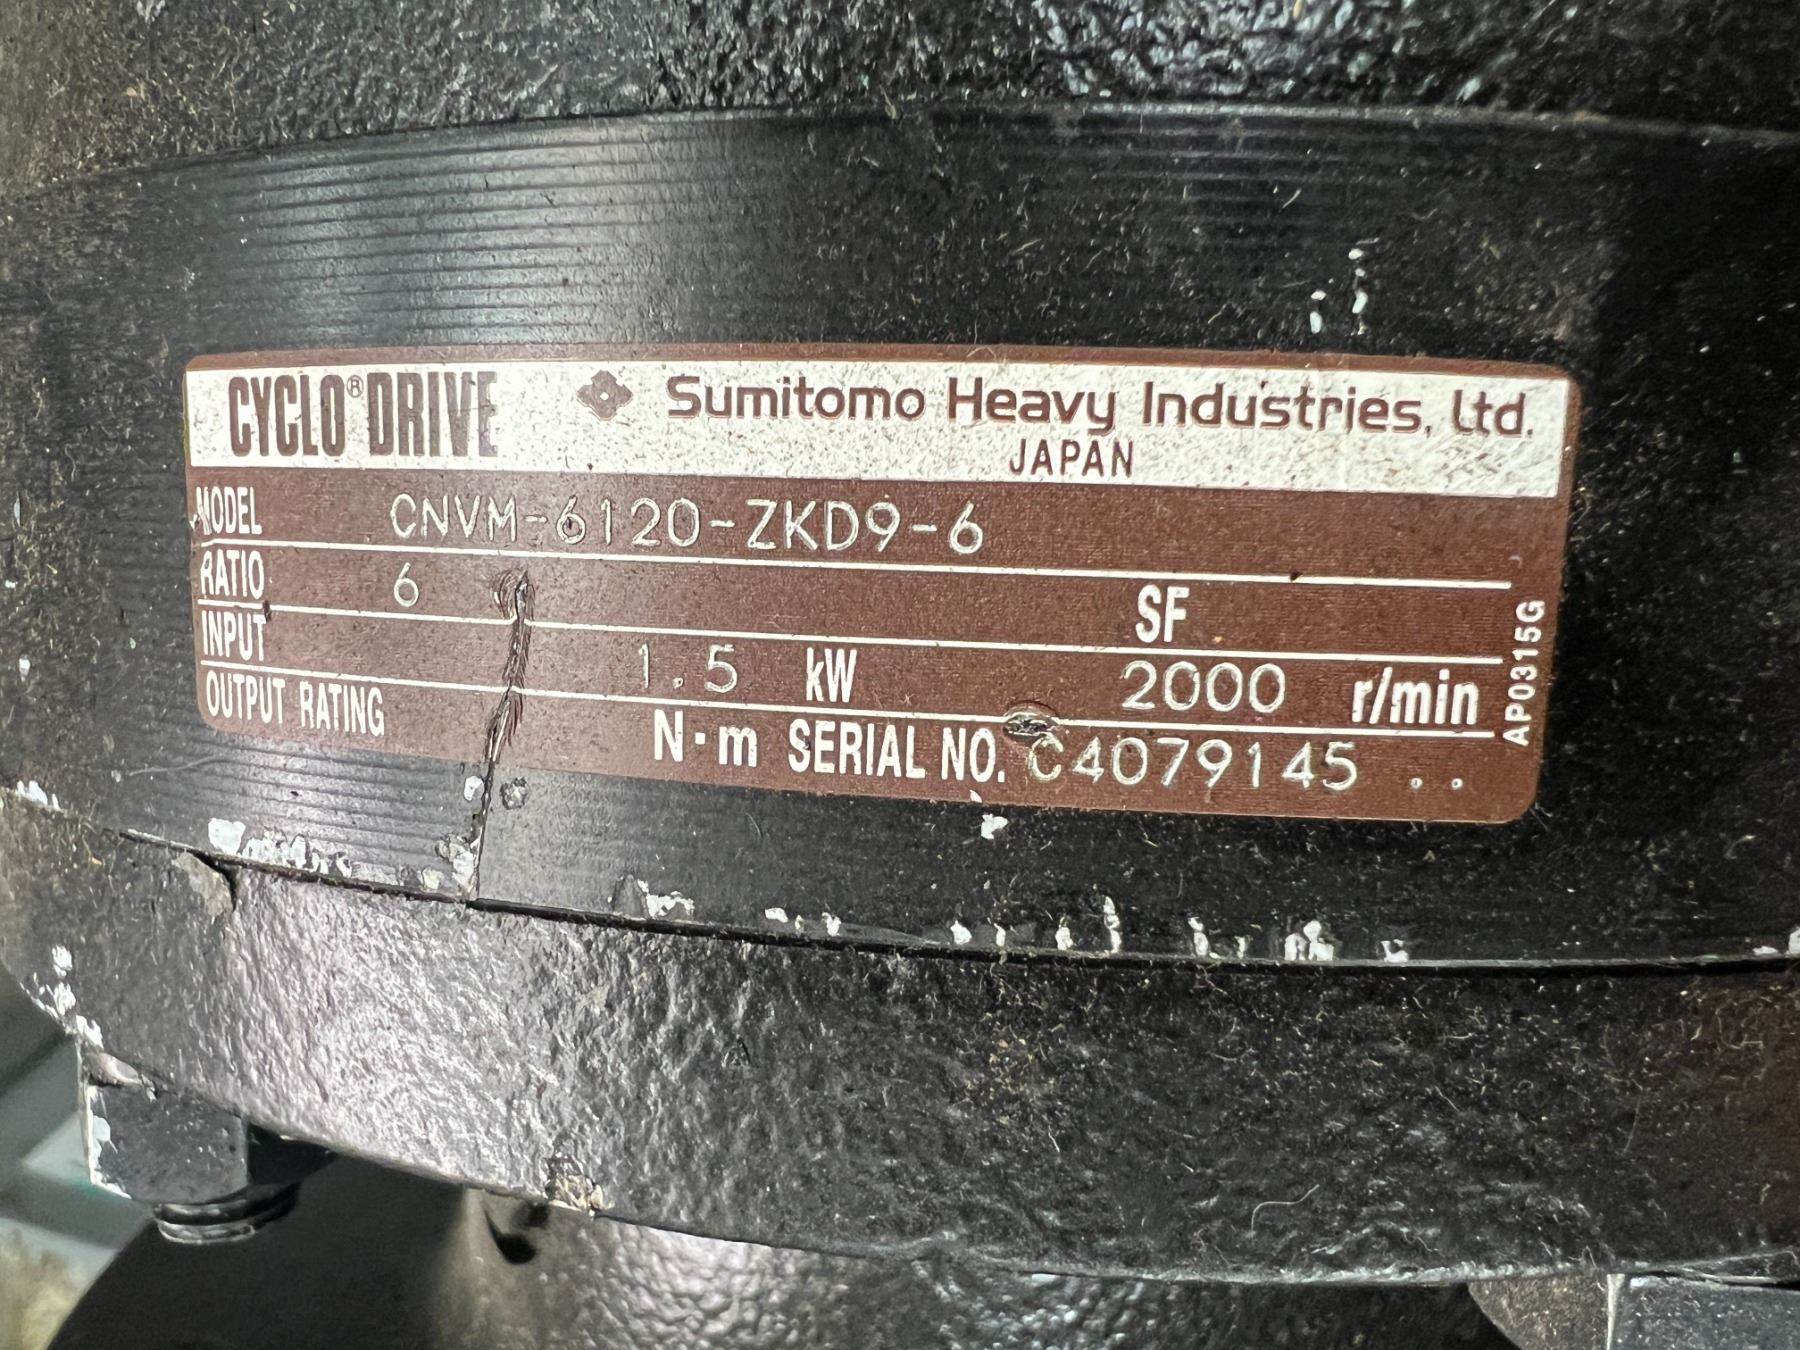 CYCLO® DRIVE Sumitomo Heavy Industries, Ltd.
JAPAN
MODEL CNVM-6120-ZKD9-6
RATIO 6 SF
INPUT 1.5 kW 2000 r/min
OUTPUT RATING N·m SERIAL NO. C4079145 ..
AP0315G